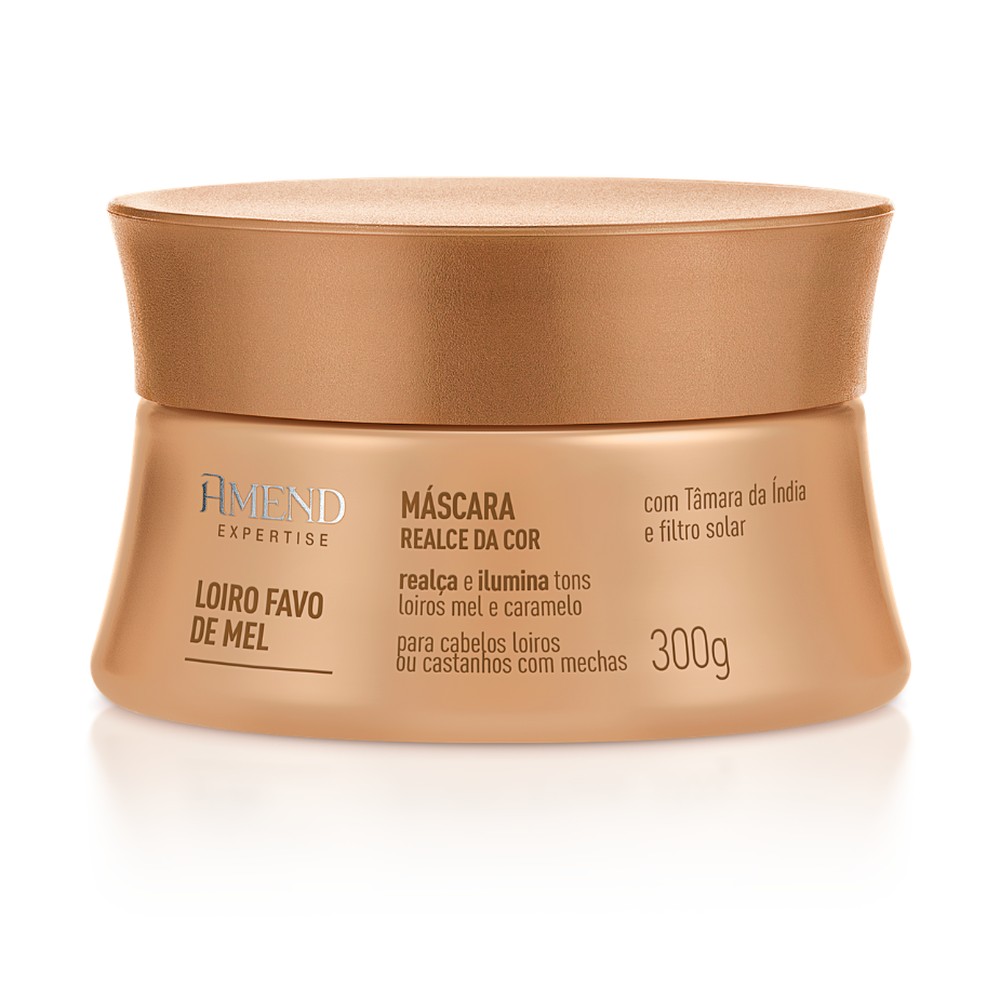 AMEND
EXPERTISE
LOIRO FAVO
DE MEL
MÁSCARA
REALCE DA COR
realça e ilumina tons
loiros mel e caramelo
para cabelos loiros
ou castanhos com mechas
com Tâmara da Índia
e filtro solar
300g